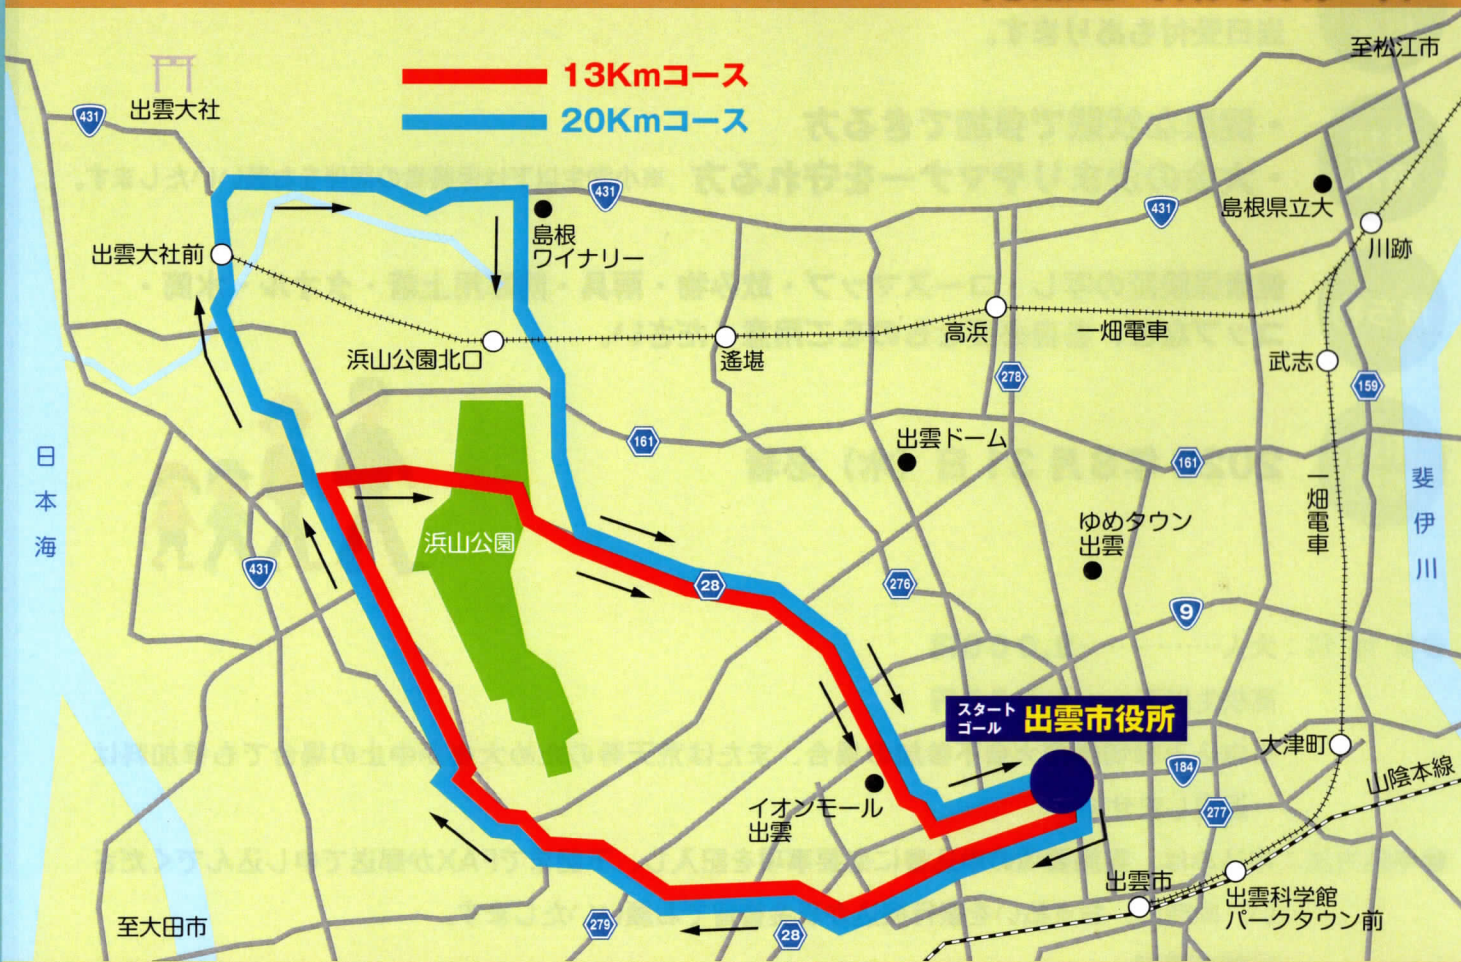 13Kmコース
20Kmコース
至松江市
出雲大社
431
431
431
島根県立大
川跡
島根
ワイナリー
出雲大社前
浜山公園北口
遙堪
高浜
一畑電車
武志
278
159
161
161
出雲ドーム
日本海
一畑電車
斐伊川
ゆめタウン
出雲
浜山公園
431
28
276
9
スタート
ゴール
出雲市役所
大津町
184
山陰本線
277
イオンモール
出雲
出雲市
出雲科学館
パークタウン前
至大田市
279
28